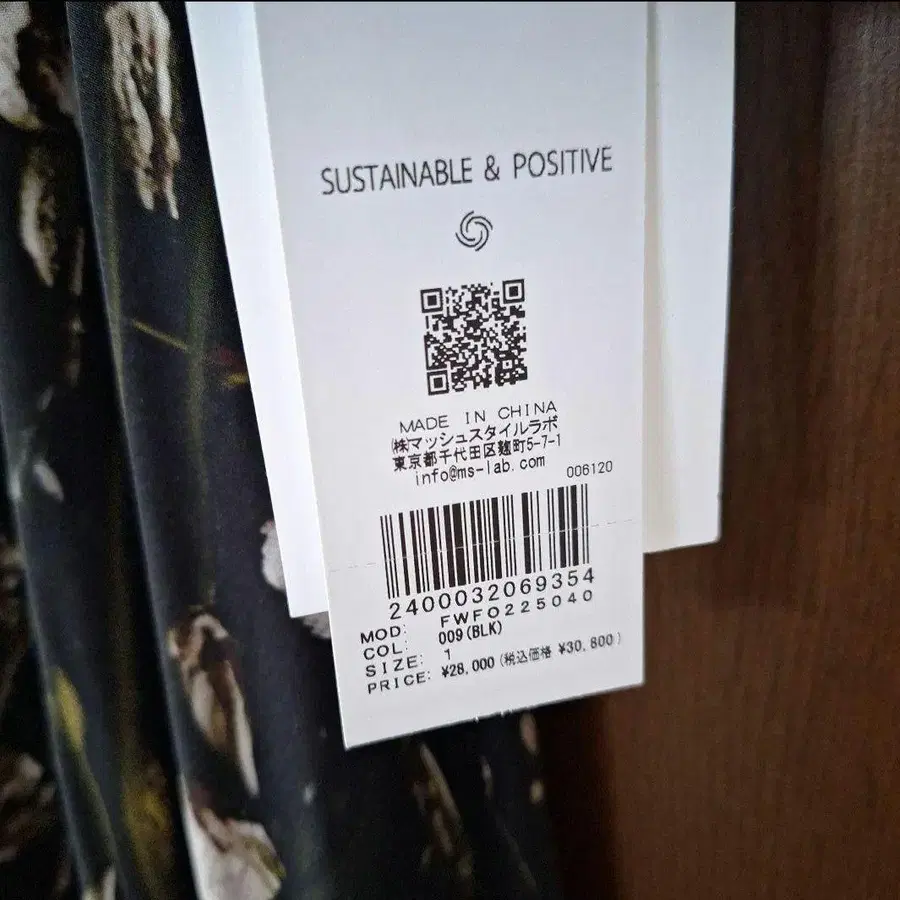 SUSTAINABLE & POSITIVE
MADE IN CHINA
㈱マッシュスタイルラボ
東京都千代田区麹町5-7-1
info@ms-lab.com
006120
2400032069354
MOD: FWFO225040
COL: 009(BLK)
SIZE: 1
PRICE: ¥28,000(税込価格 ¥30,800)